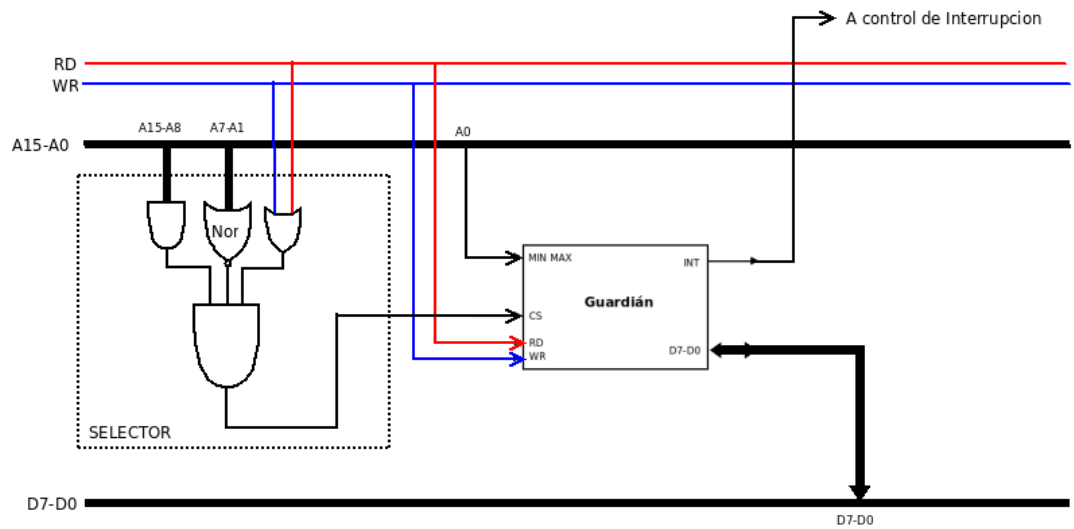 A control de Interrupcion
RD
WR
A15-A8
A7-A1
A0
A15-A0
Nor
MIN MAX
INT
Guardián
CS
RD
WR
D7-D0
SELECTOR
D7-D0
D7-D0